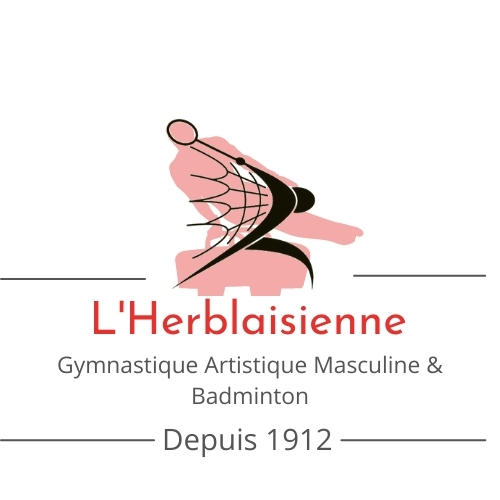 L'Herblaisienne
Gymnastique Artistique Masculine &
Badminton
Depuis 1912